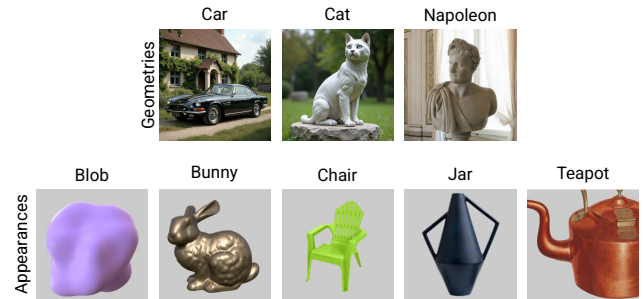 Car
Cat
Napoleon
Geometries
Blob
Bunny
Chair
Jar
Teapot
Appearances